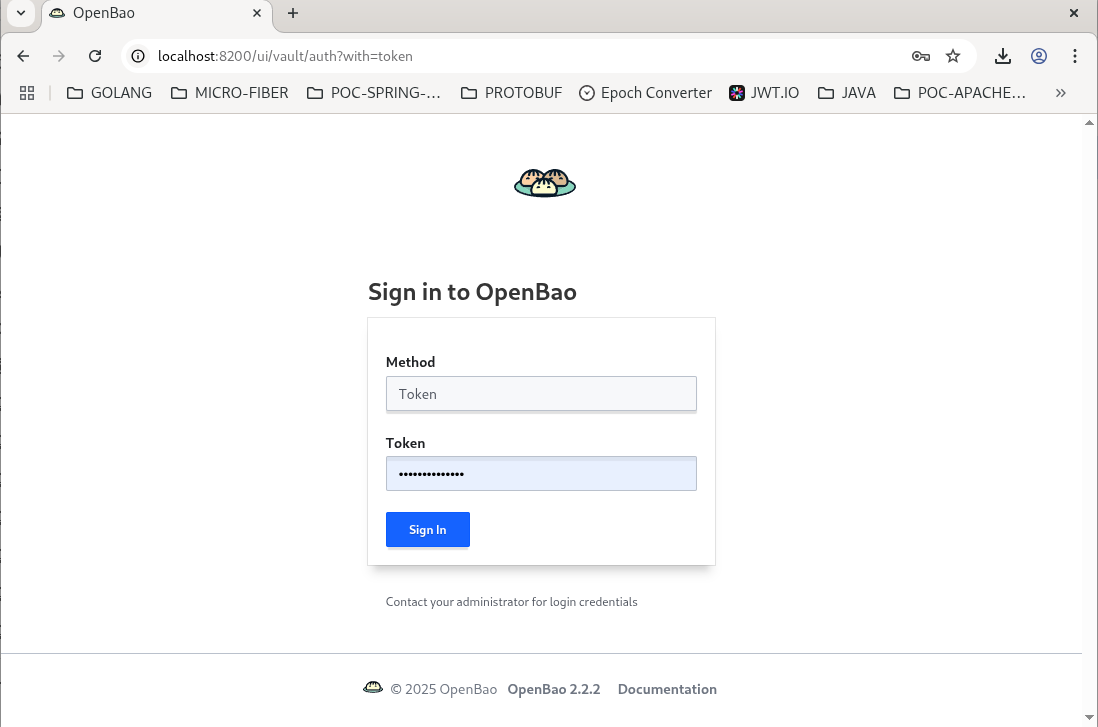 OpenBao
localhost:8200/ui/vault/auth?with=token
GOLANG MICRO-FIBER POC-SPRING-... PROTOBUF Epoch Converter JWT.IO JAVA POC-APACHE... »
Sign in to OpenBao
Method
Token
Token
••••••••••••••
Sign In
Contact your administrator for login credentials
© 2025 OpenBao OpenBao 2.2.2 Documentation